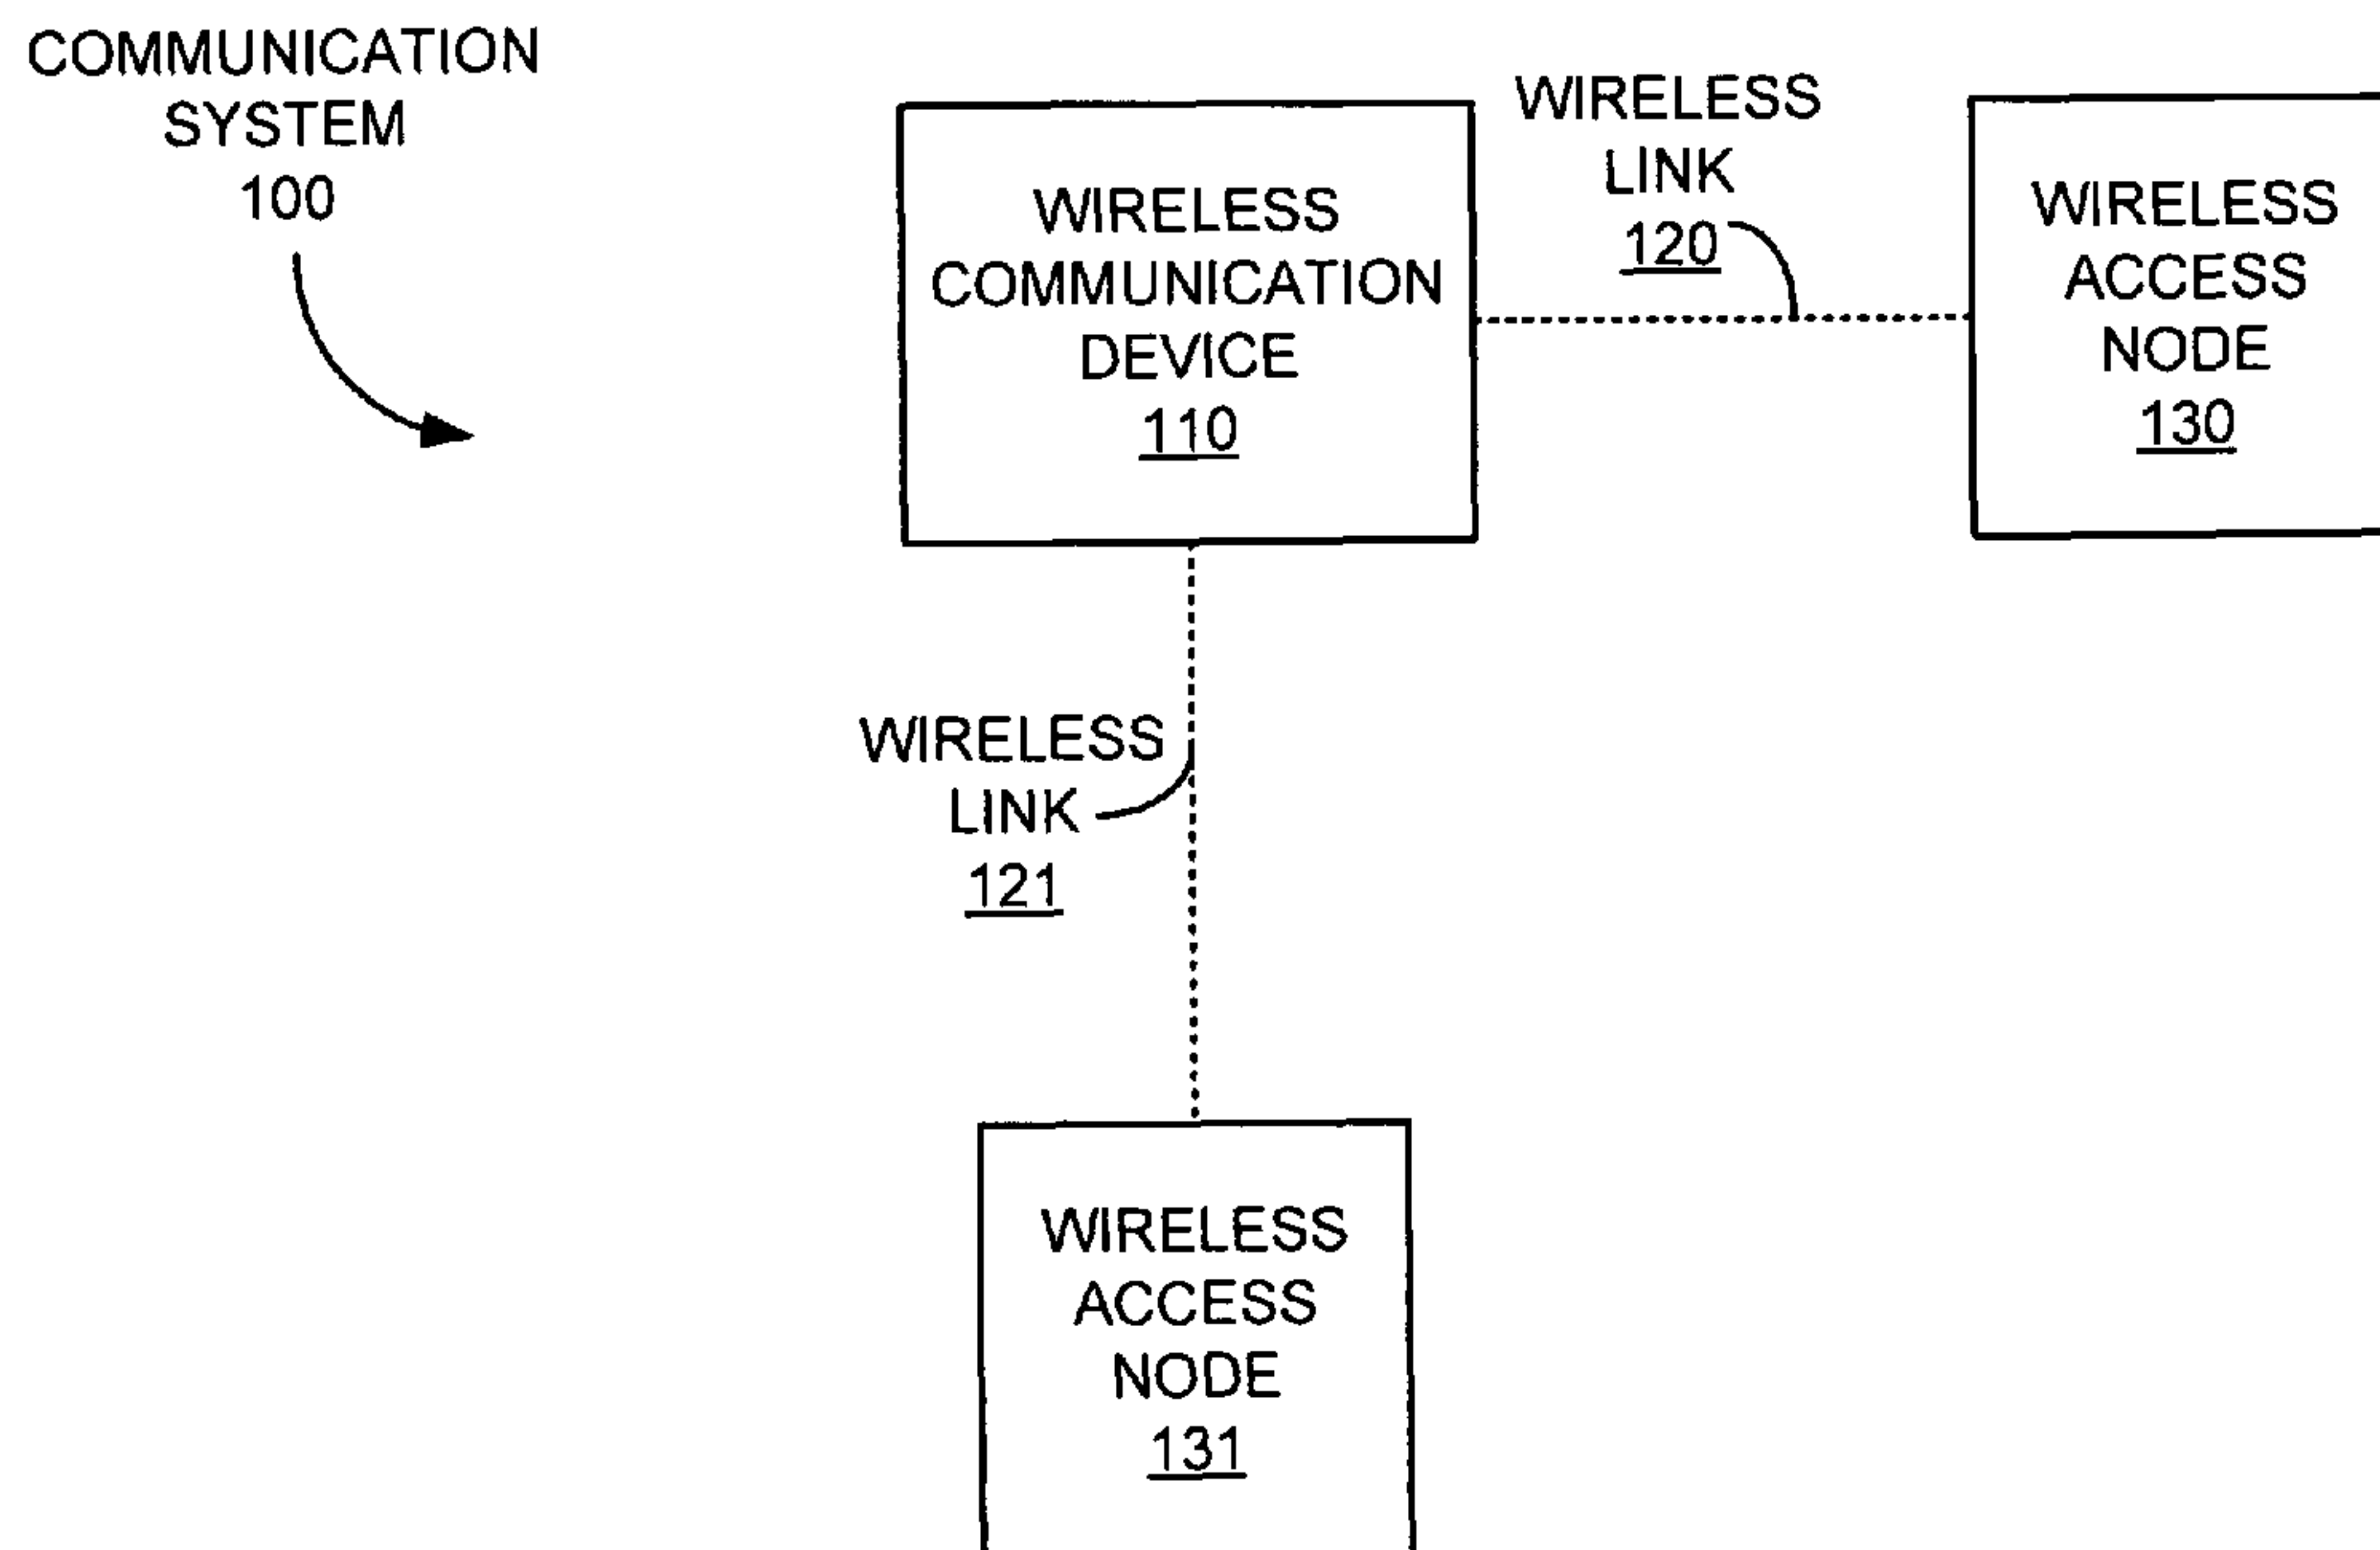 COMMUNICATION
SYSTEM
100
WIRELESS
COMMUNICATION
DEVICE
110
WIRELESS
LINK
120
WIRELESS
ACCESS
NODE
130
WIRELESS
LINK
121
WIRELESS
ACCESS
NODE
131